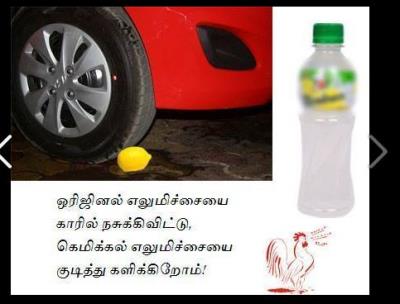 ஒரிஜினல் எலுமிச்சையை
காரில் நசுக்கிவிட்டு,
கெமிக்கல் எலுமிச்சையை
குடித்து களிக்கிறோம்!